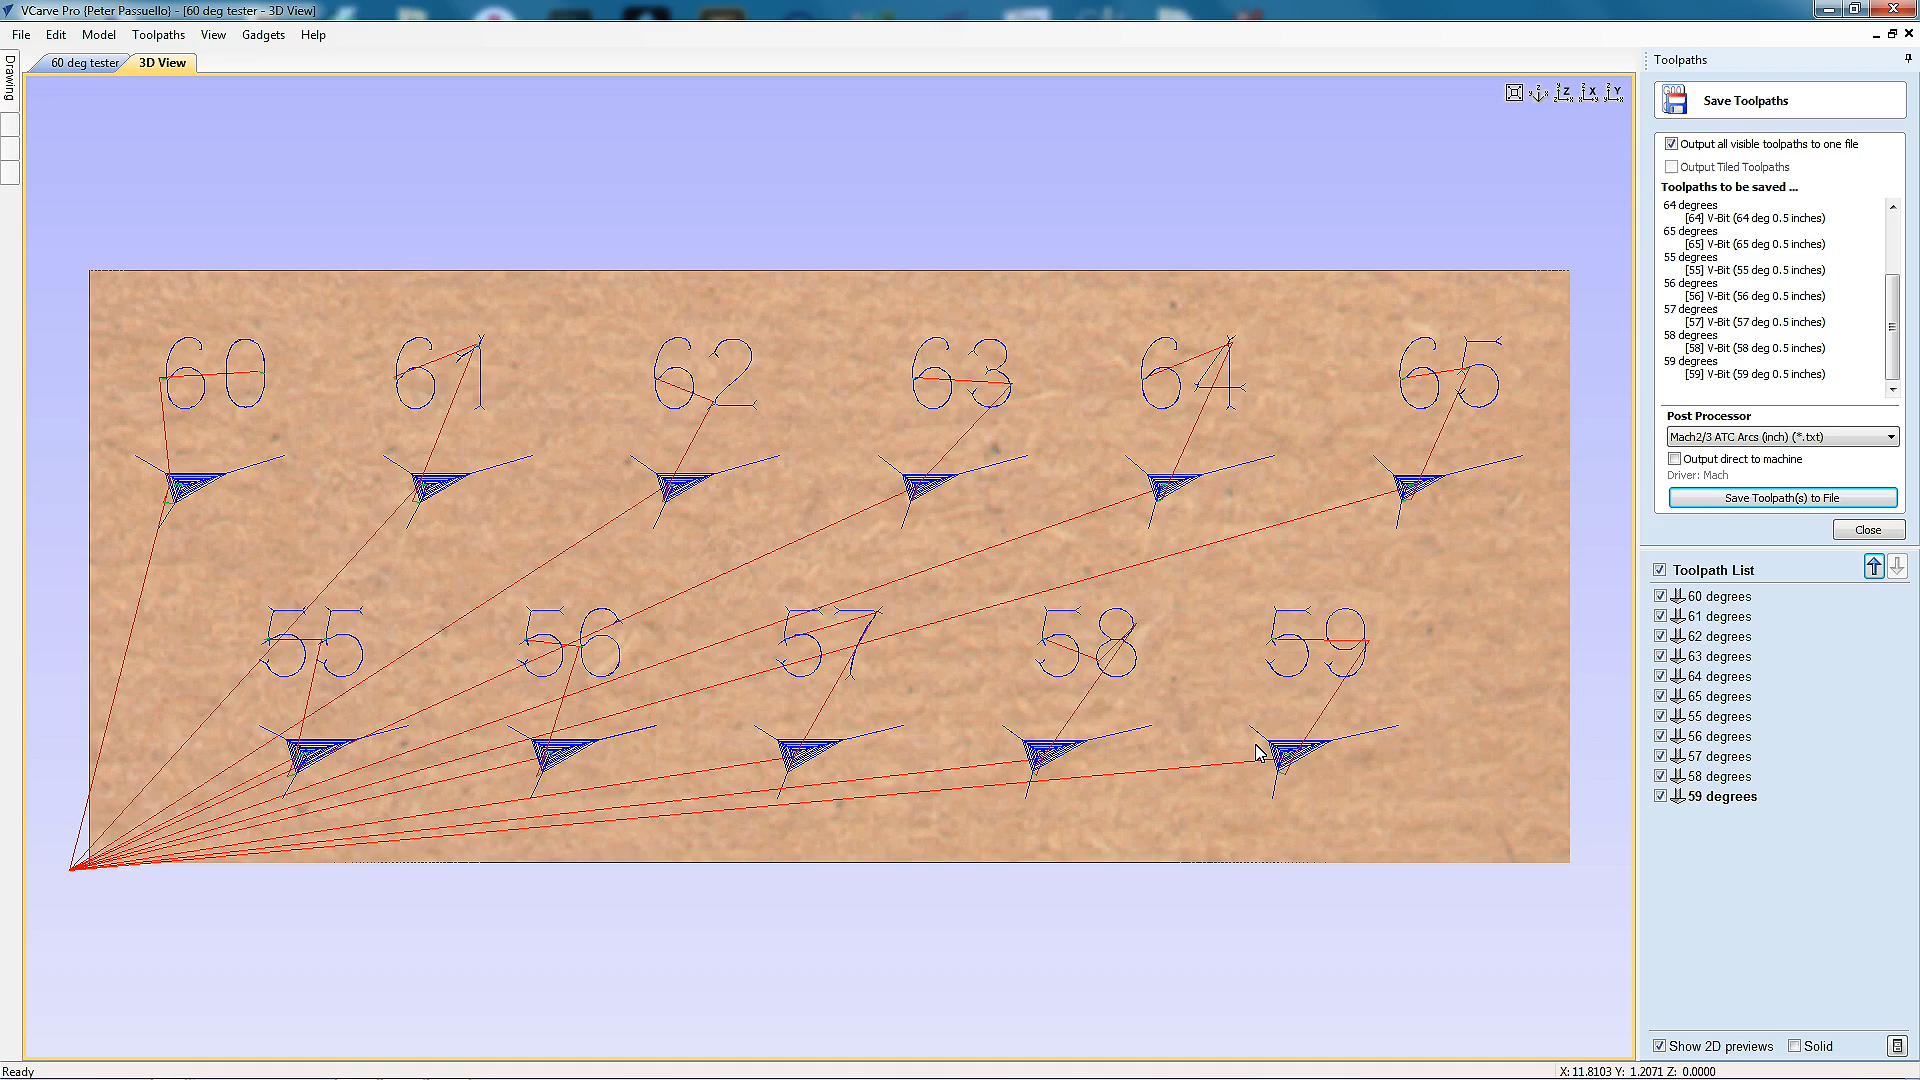 VCarve Pro {Peter Passuello} - [60 deg tester - 3D View]
File Edit Model Toolpaths View Gadgets Help
Drawing
60 deg tester 3D View
Toolpaths
Save Toolpaths
Output all visible toolpaths to one file
Output Tiled Toolpaths
Toolpaths to be saved ...
64 degrees
[64] V-Bit (64 deg 0.5 inches)
65 degrees
[65] V-Bit (65 deg 0.5 inches)
55 degrees
[55] V-Bit (55 deg 0.5 inches)
56 degrees
[56] V-Bit (56 deg 0.5 inches)
57 degrees
[57] V-Bit (57 deg 0.5 inches)
58 degrees
[58] V-Bit (58 deg 0.5 inches)
59 degrees
[59] V-Bit (59 deg 0.5 inches)
Post Processor
Mach2/3 ATC Arcs (inch) (*.txt)
Output direct to machine
Driver: Mach
Save Toolpath(s) to File
Close
Toolpath List
60 degrees
61 degrees
62 degrees
63 degrees
64 degrees
65 degrees
55 degrees
56 degrees
57 degrees
58 degrees
59 degrees
Show 2D previews Solid
60 61 62 63 64 65
55 56 57 58 59
Ready
X: 11.8103 Y: 1.2071 Z: 0.0000